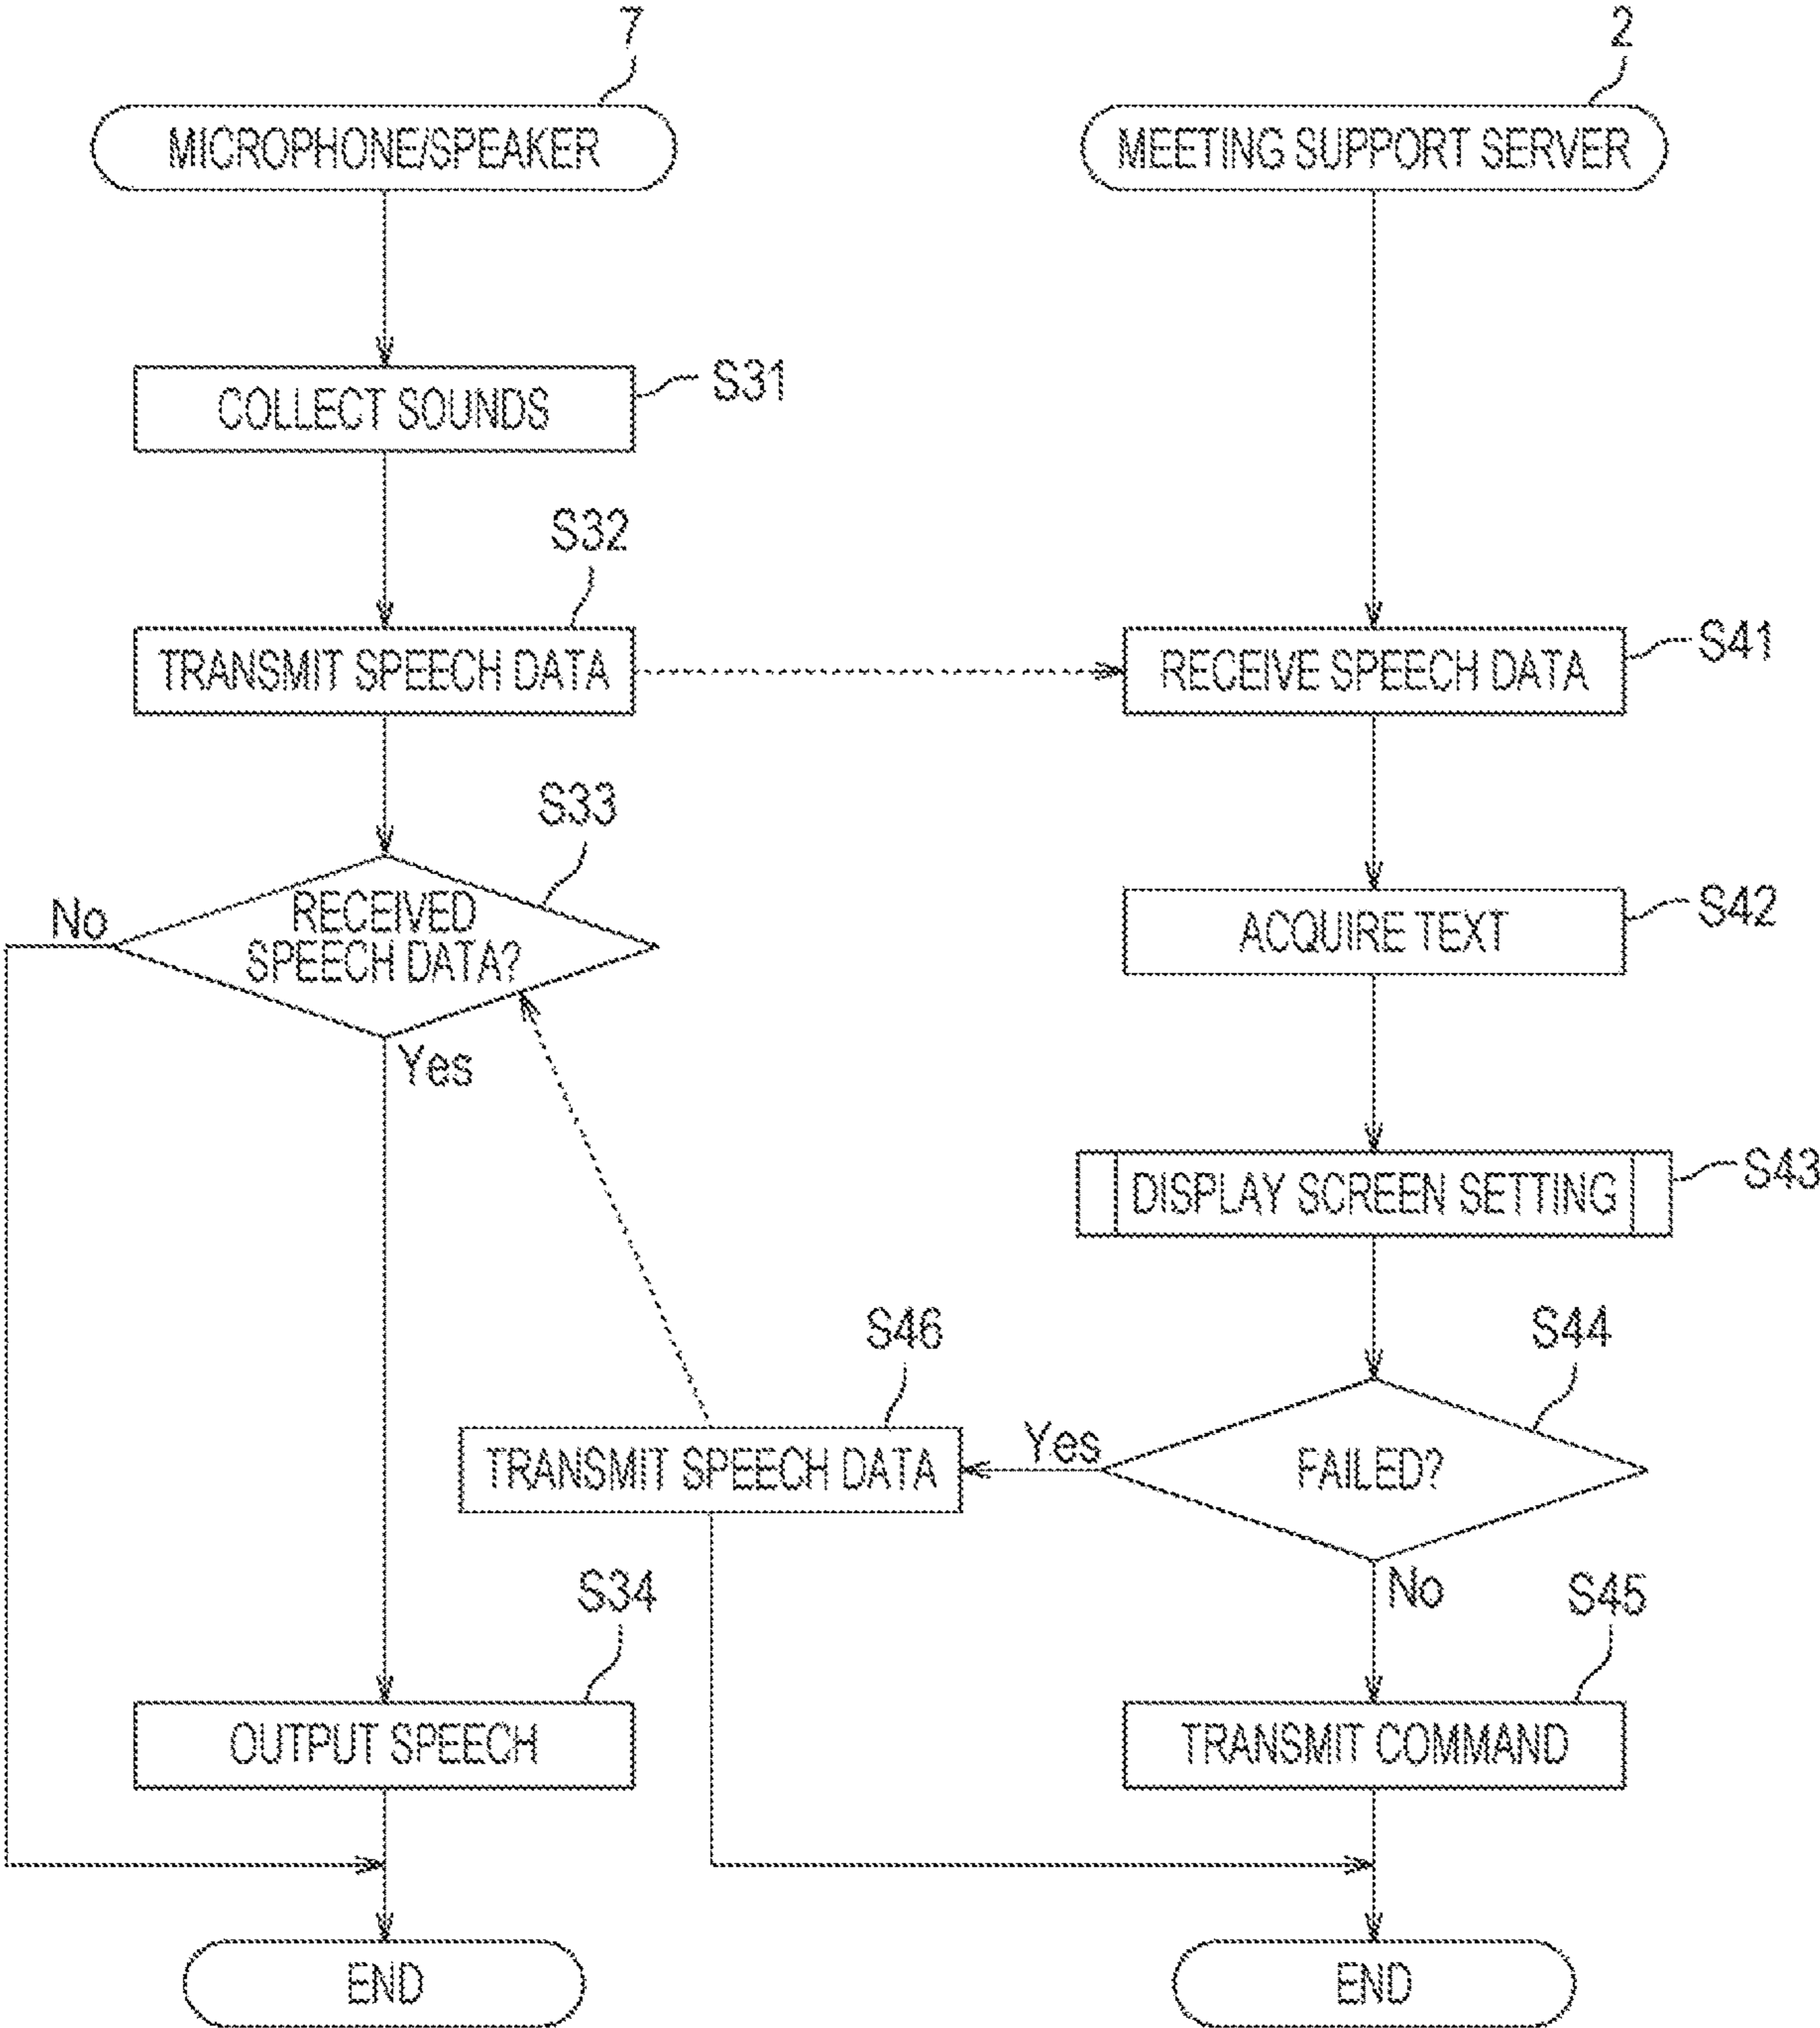 7
MICROPHONE/SPEAKER
2
MEETING SUPPORT SERVER
COLLECT SOUNDS
S31
S32
TRANSMIT SPEECH DATA
RECEIVE SPEECH DATA
S41
S33
No
RECEIVED
SPEECH DATA?
Yes
ACQUIRE TEXT
S42
DISPLAY SCREEN SETTING
S43
S46
TRANSMIT SPEECH DATA
Yes
S44
FAILED?
No
S34
OUTPUT SPEECH
S45
TRANSMIT COMMAND
END
END